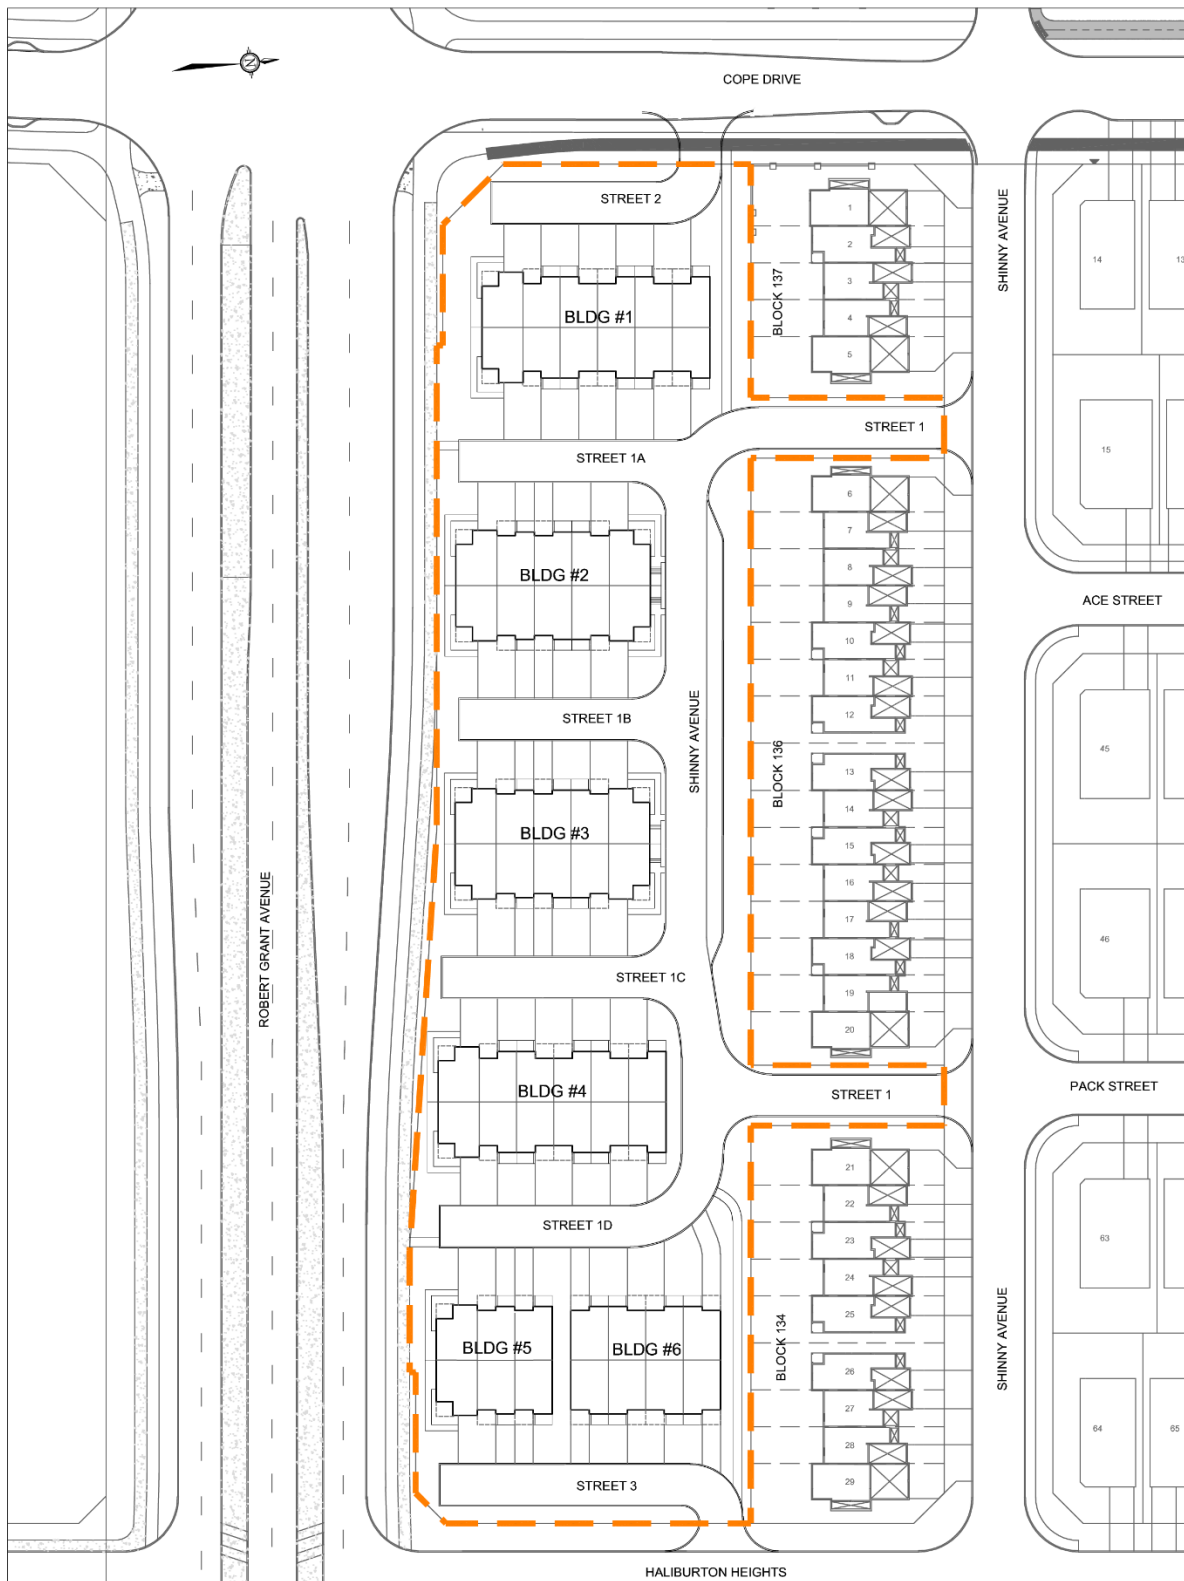 COPE DRIVE
N
STREET 2
SHINNY AVENUE
1
2
3
4
5
BLOCK 137
14
13
BLDG #1
STREET 1
STREET 1A
15
6
7
8
9
10
11
12
BLDG #2
ACE STREET
STREET 1B
SHINNY AVENUE
BLOCK 136
45
13
14
15
16
17
18
19
20
BLDG #3
ROBERT GRANT AVENUE
46
STREET 1C
BLDG #4
STREET 1
PACK STREET
21
22
23
24
25
STREET 1D
63
BLDG #5
BLDG #6
BLOCK 134
SHINNY AVENUE
26
27
28
29
64
65
STREET 3
HALIBURTON HEIGHTS